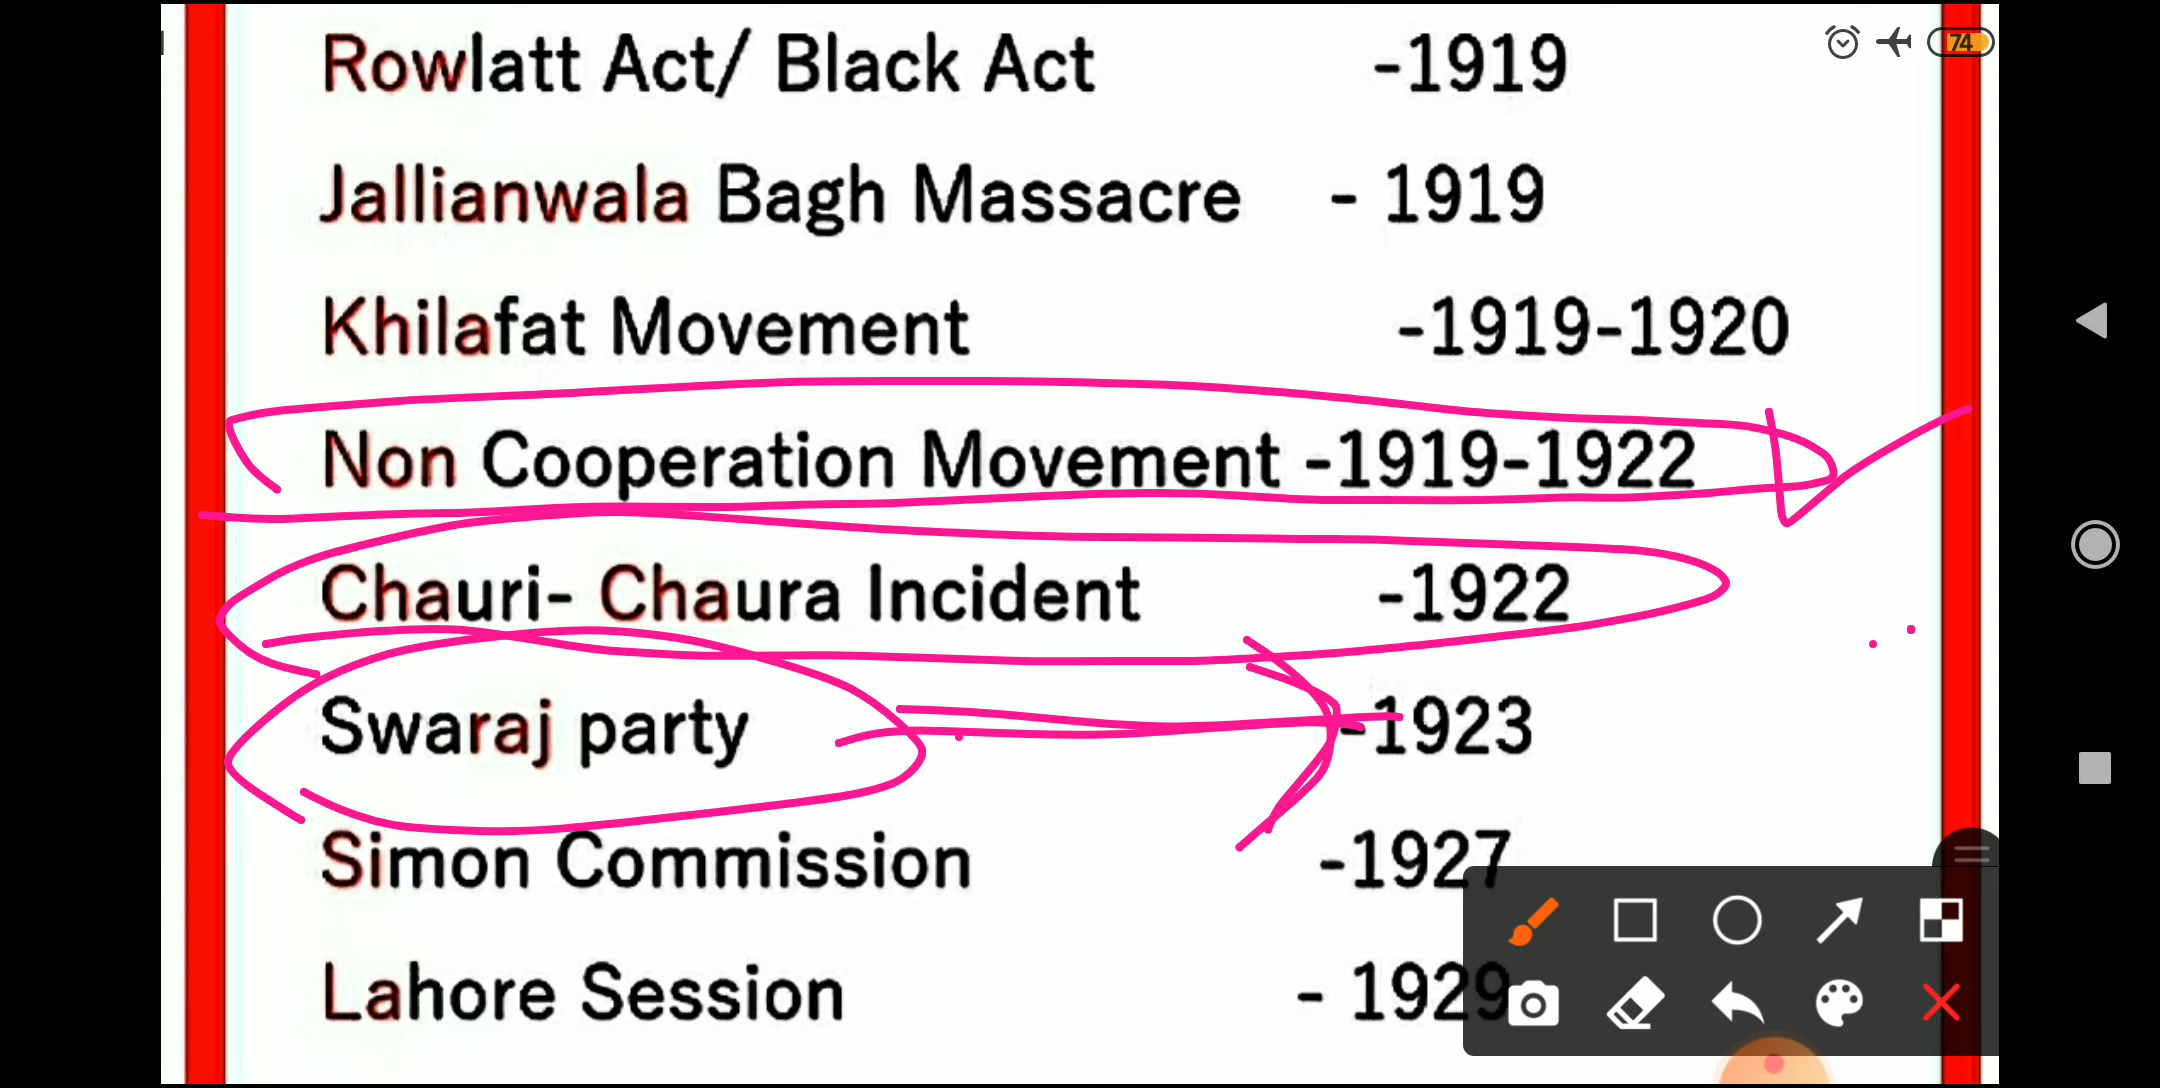 Rowlatt Act/ Black Act -1919
74
Jallianwala Bagh Massacre - 1919
Khilafat Movement -1919-1920
Non Cooperation Movement -1919-1922
Chauri- Chaura Incident -1922
Swaraj party -1923
Simon Commission -1927
Lahore Session - 1929